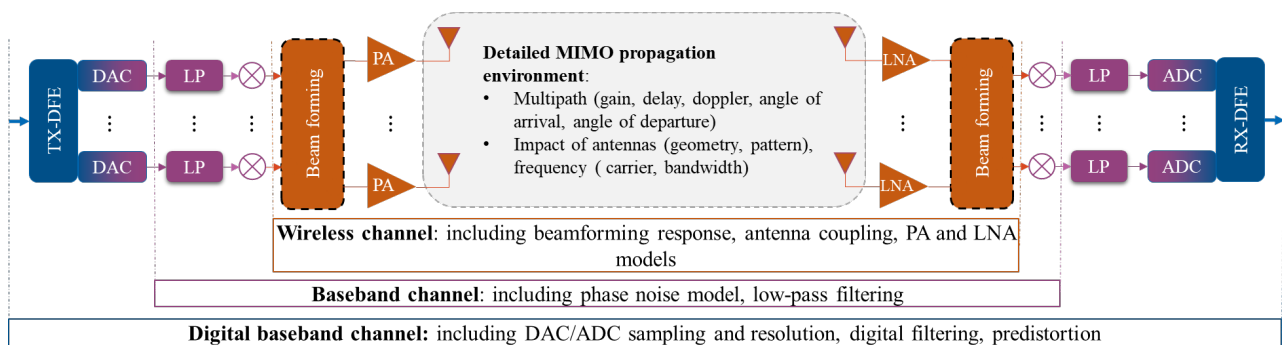 TX-DFE
DAC
LP
Beam forming
PA
Detailed MIMO propagation
environment:
• Multipath (gain, delay, doppler, angle of
arrival, angle of departure)
• Impact of antennas (geometry, pattern),
frequency ( carrier, bandwidth)
LNA
Beam forming
LP
ADC
RX-DFE
⋮
⋮
⋮
⋮
⋮
⋮
⋮
⋮
DAC
LP
PA
LNA
LP
ADC
Wireless channel: including beamforming response, antenna coupling, PA and LNA
models
Baseband channel: including phase noise model, low-pass filtering
Digital baseband channel: including DAC/ADC sampling and resolution, digital filtering, predistortion